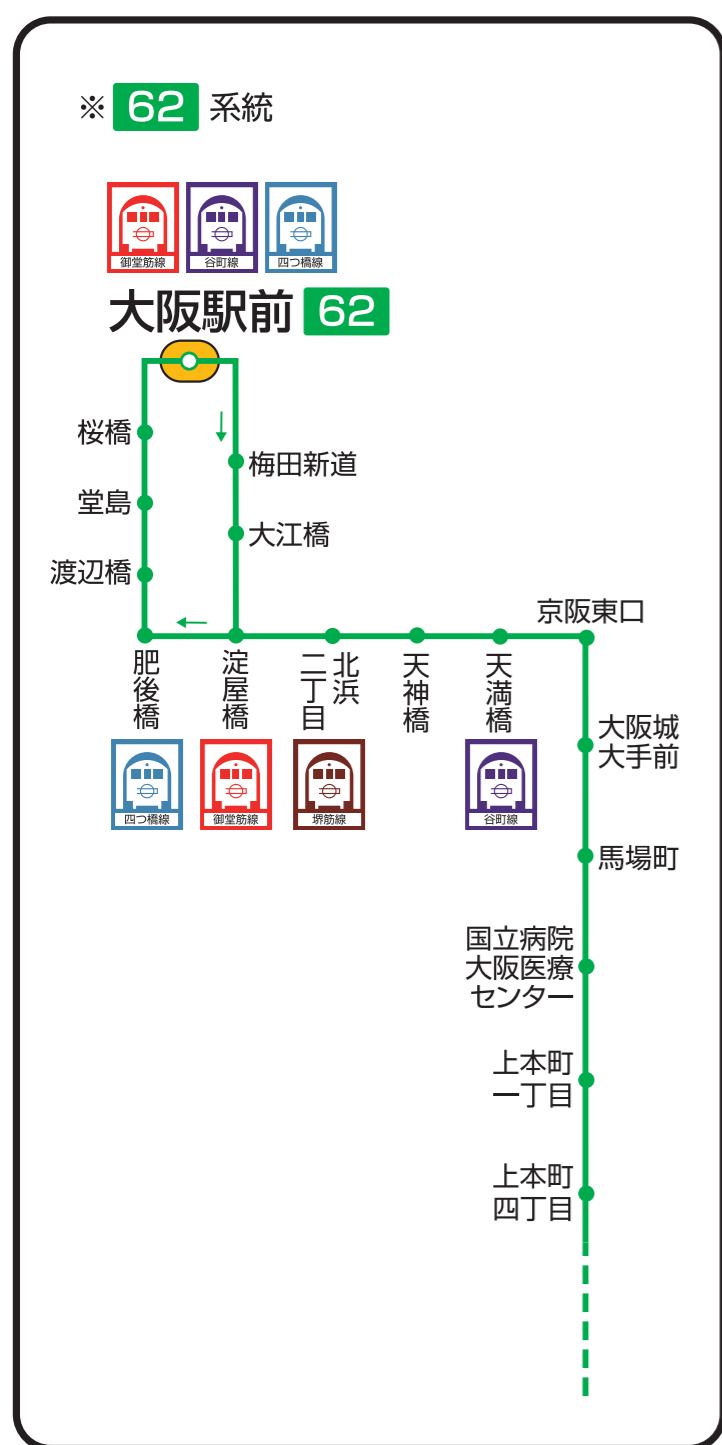 ※ 62 系統
御堂筋線
谷町線
四つ橋線
大阪駅前 62
桜橋
梅田新道
堂島
大江橋
渡辺橋
京阪東口
肥後橋
淀屋橋
北浜
二丁目
天神橋
天満橋
四つ橋線
御堂筋線
堺筋線
谷町線
大阪城
大手前
馬場町
国立病院
大阪医療
センター
上本町
一丁目
上本町
四丁目